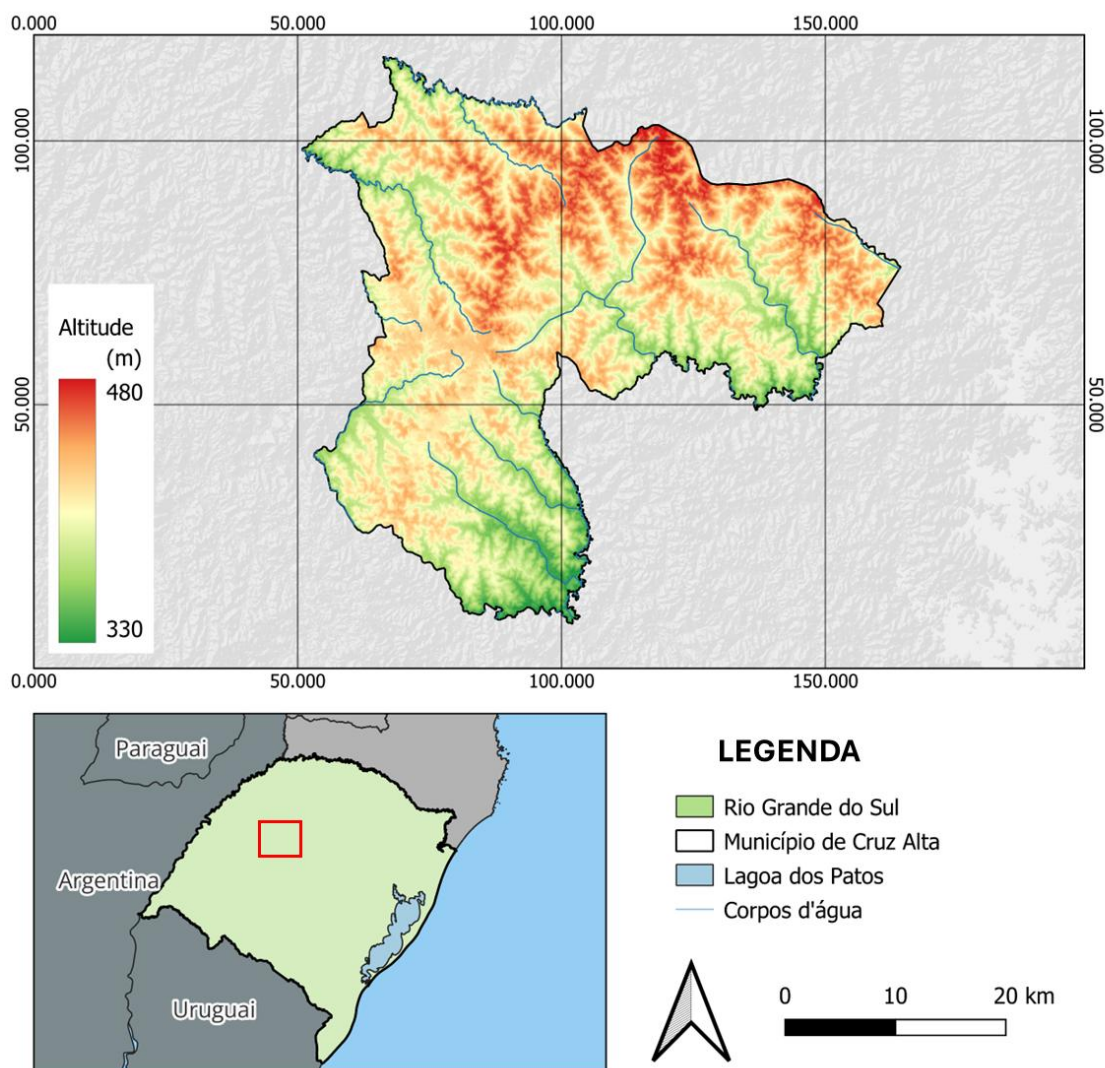 0.000 50.000 100.000 150.000
100.000 100.000
50.000 50.000
Altitude
(m)
480
330
0.000 50.000 100.000 150.000
Paraguai
Argentina
Uruguai
LEGENDA
Rio Grande do Sul
Município de Cruz Alta
Lagoa dos Patos
Corpos d'água
0 10 20 km